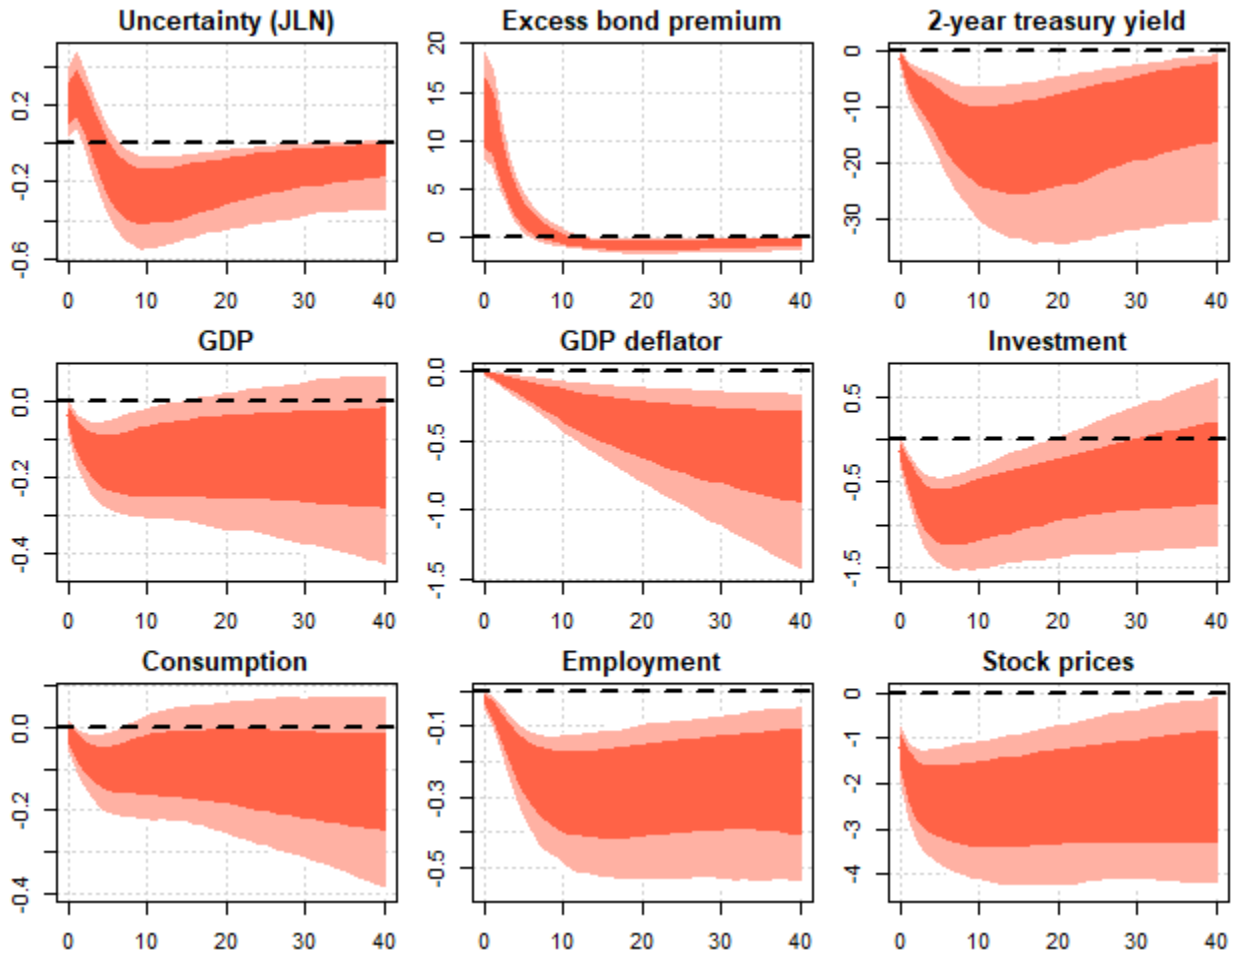 Uncertainty (JLN) Excess bond premium 2-year treasury yield
0.2 -0.2 -0.6
20 15 10 5 0
0 -10 -20 -30
0 10 20 30 40 0 10 20 30 40 0 10 20 30 40
GDP GDP deflator Investment
0.0 -0.2 -0.4
0.0 -0.5 -1.0 -1.5
0.5 -0.5 -1.5
0 10 20 30 40 0 10 20 30 40 0 10 20 30 40
Consumption Employment Stock prices
0.0 -0.2 -0.4
-0.1 -0.3 -0.5
0 -1 -2 -3 -4
0 10 20 30 40 0 10 20 30 40 0 10 20 30 40